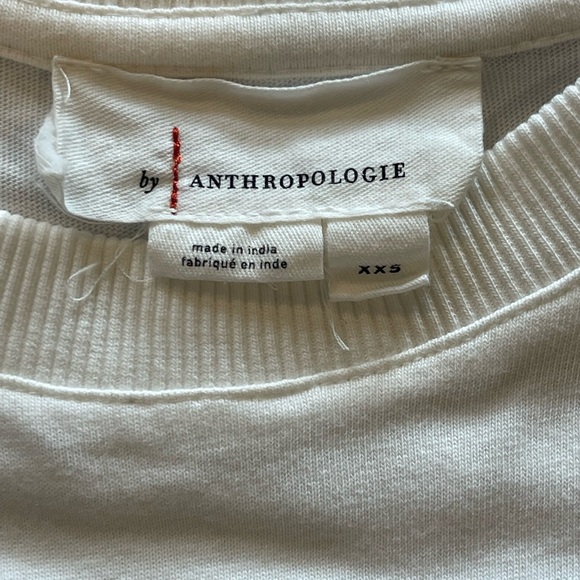 by ANTHROPOLOGIE
made in india
fabriqué en inde
XXS